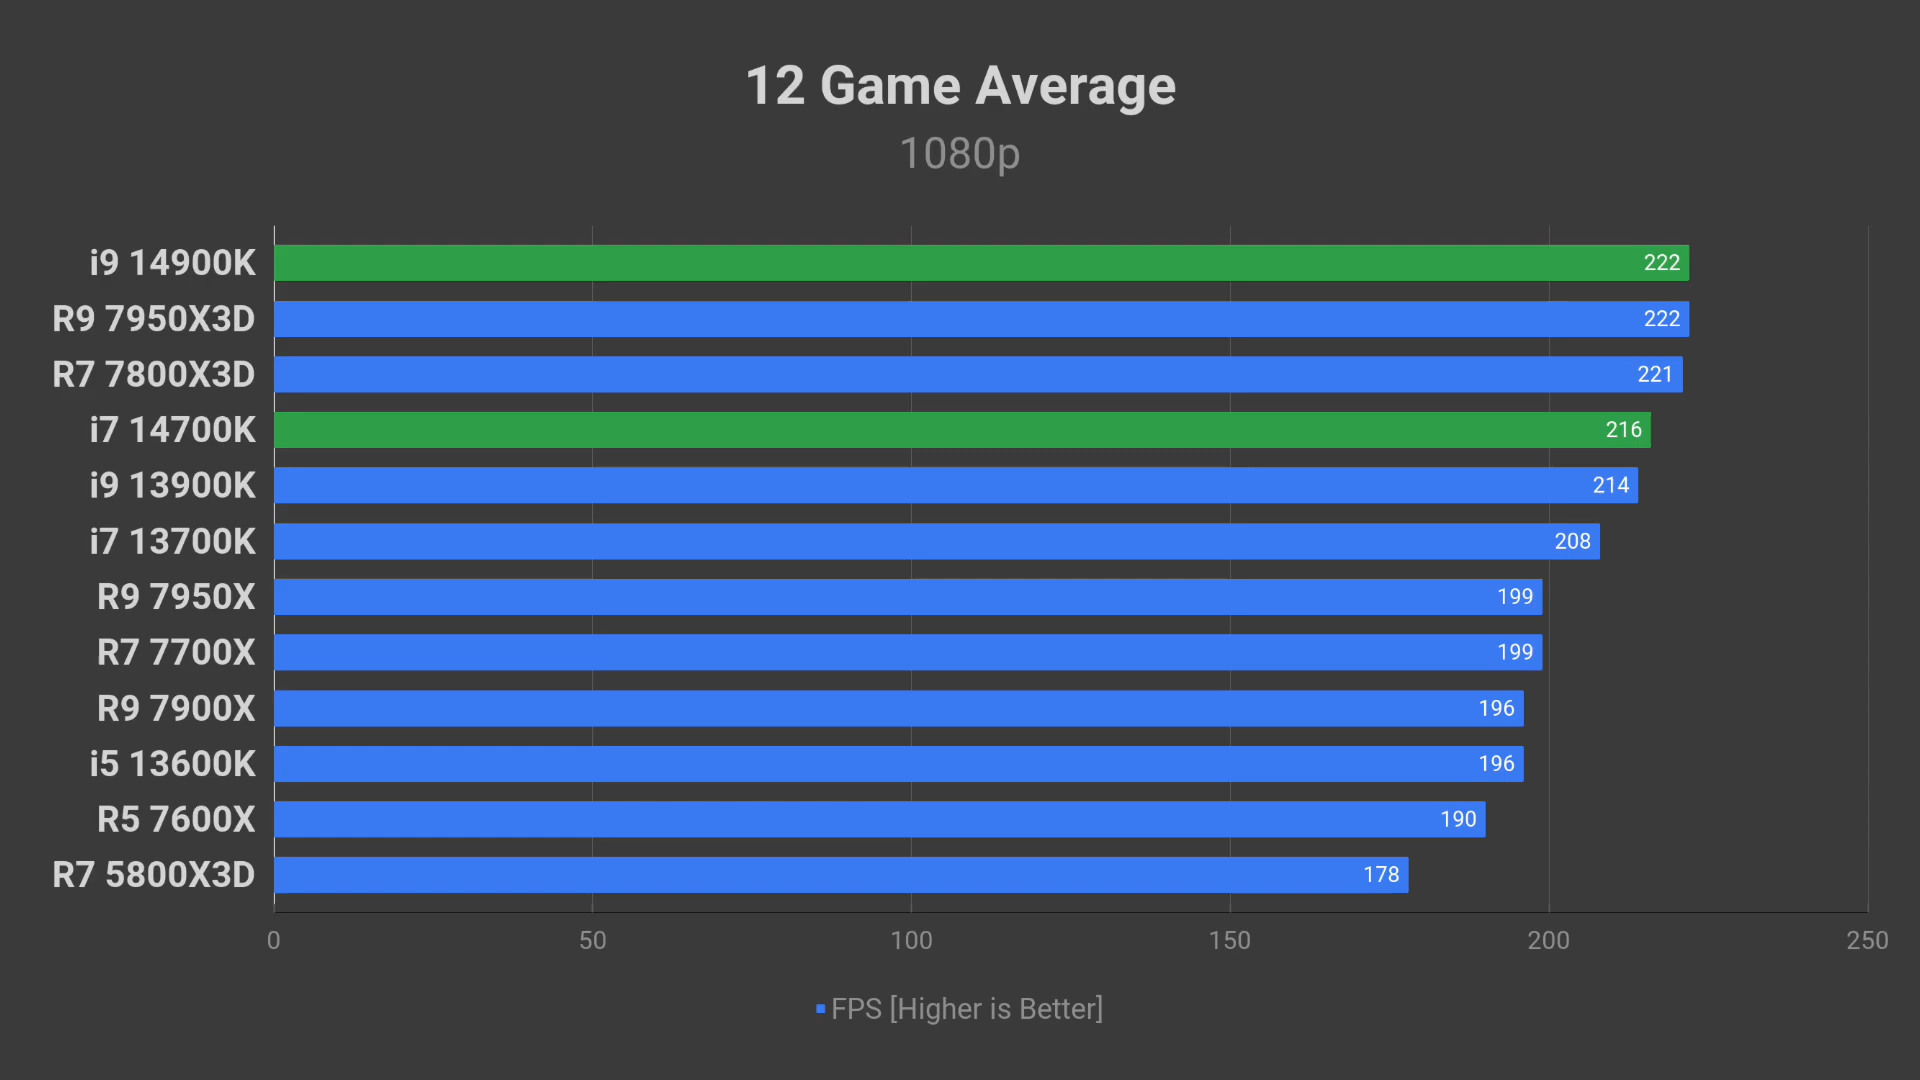 12 Game Average
1080p
i9 14900K 222
R9 7950X3D 222
R7 7800X3D 221
i7 14700K 216
i9 13900K 214
i7 13700K 208
R9 7950X 199
R7 7700X 199
R9 7900X 196
i5 13600K 196
R5 7600X 190
R7 5800X3D 178
0 50 100 150 200 250
FPS [Higher is Better]